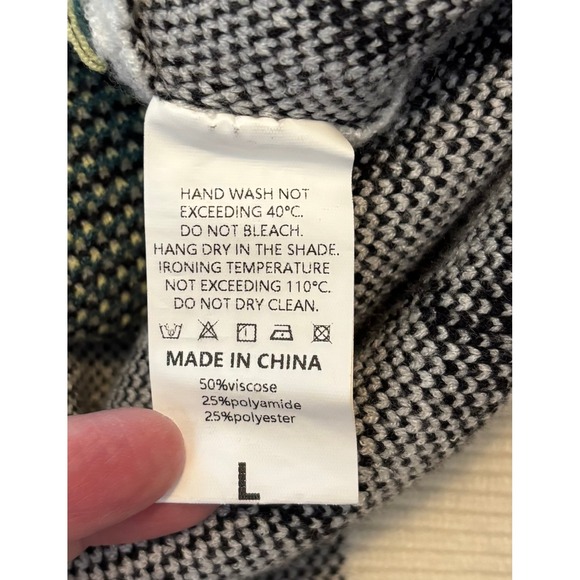 HAND WASH NOT
EXCEEDING 40°C.
DO NOT BLEACH.
HANG DRY IN THE SHADE.
IRONING TEMPERATURE
NOT EXCEEDING 110°C.
DO NOT DRY CLEAN.
MADE IN CHINA
50%viscose
25%polyamide
25%polyester
L